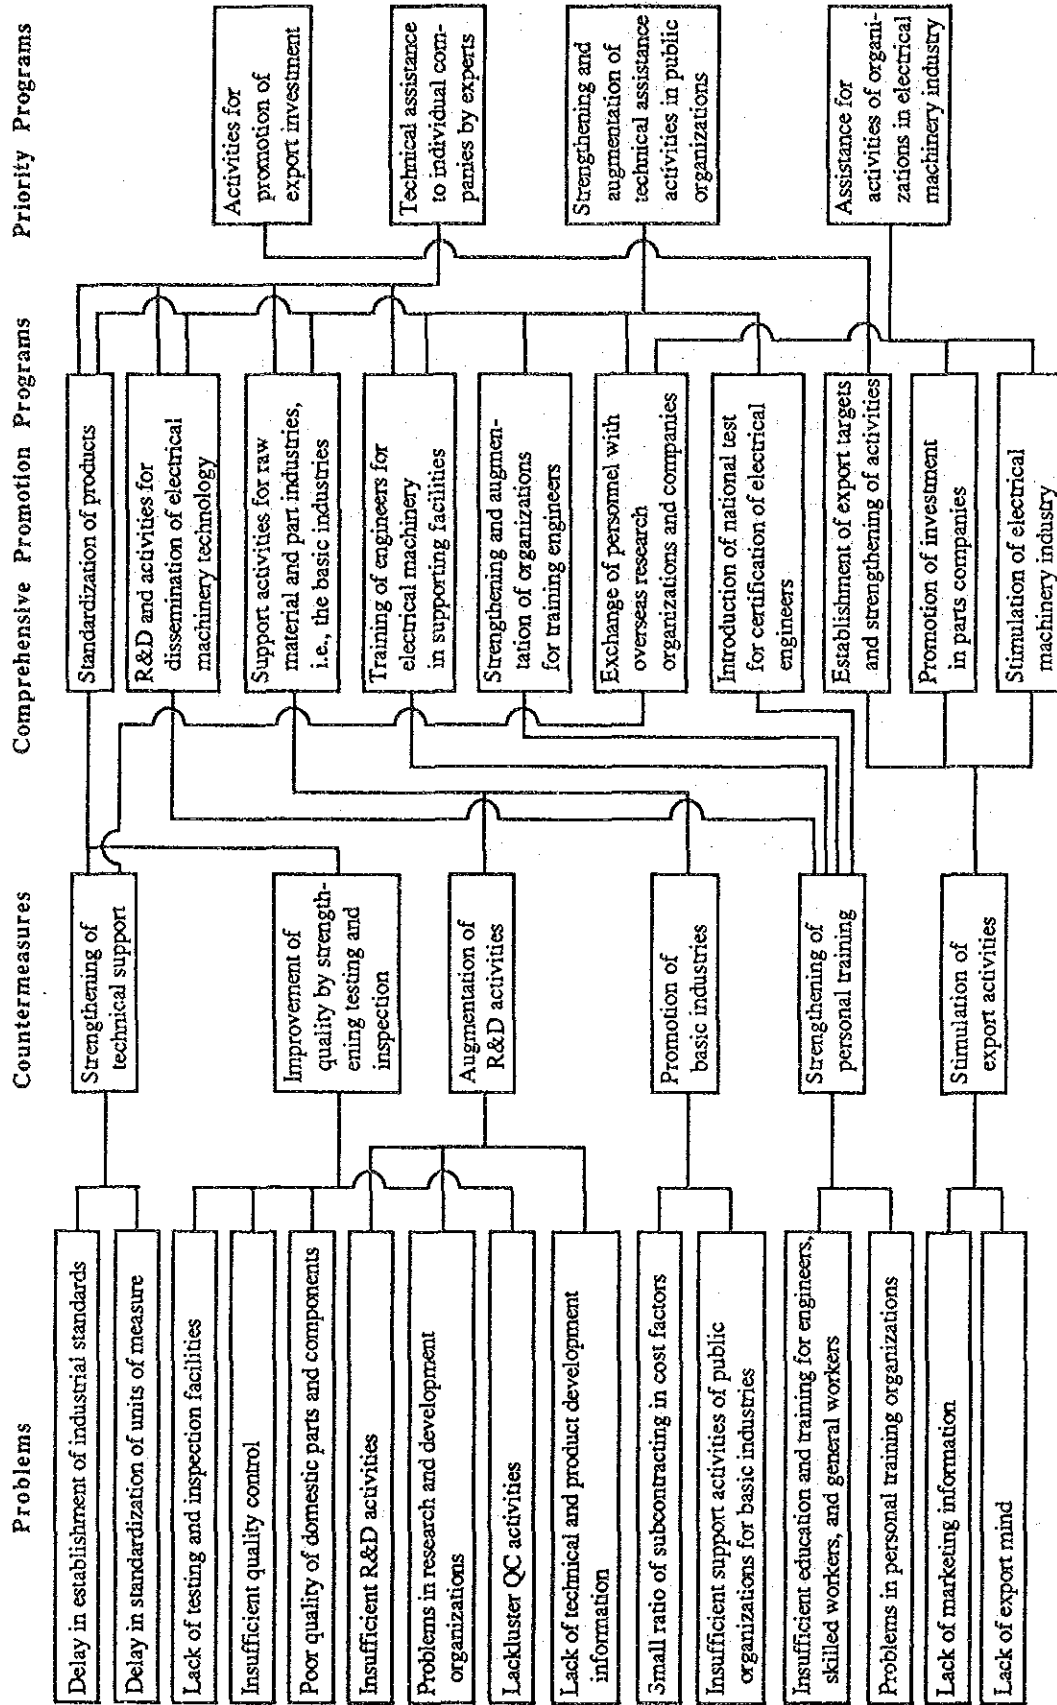 Problems
Countermeasures
Comprehensive Promotion Programs
Priority Programs
Delay in establishment of industrial standards
Delay in standardization of units of measure
Lack of testing and inspection facilities
Insufficient quality control
Poor quality of domestic parts and components
Insufficient R&D activities
Problems in research and development
organizations
Lackluster QC activities
Lack of technical and product development
information
Small ratio of subcontracting in cost factors
Insufficient support activities of public
organizations for basic industries
Insufficient education and training for engineers,
skilled workers, and general workers
Problems in personal training organizations
Lack of marketing information
Lack of export mind
Strengthening of
technical support
Improvement of
quality by strength-
ening testing and
inspection
Augmentation of
R&D activities
Promotion of
basic industries
Strengthening of
personal training
Stimulation of
export activities
Standardization of products
R&D and activities for
dissemination of electrical
machinery technology
Support activities for raw
material and part industries,
i.e., the basic industries
Training of engineers for
electrical machinery
in supporting facilities
Strengthening and augmen-
tation of organizations
for training engineers
Exchange of personnel with
overseas research
organizations and companies
Introduction of national test
for certification of electrical
engineers
Establishment of export targets
and strengthening of activities
Promotion of investment
in parts companies
Stimulation of electrical
machinery industry
Activities for
promotion of
export investment
Technical assistance
to individual com-
panies by experts
Strengthening and
augmentation of
technical assistance
activities in public
organizations
Assistance for
activities of organi-
zations in electrical
machinery industry